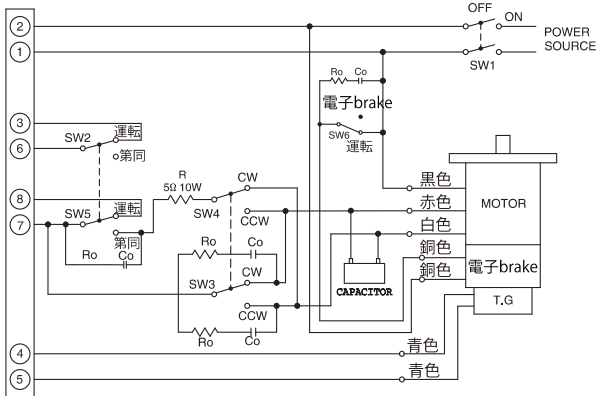 OFF
ON
2
POWER
SOURCE
1
SW1
Ro
Co
電子brake
SW6
運転
3
SW2
運転
6
第同
黒色
MOTOR
R
5Ω 10W
CW
8
SW5
運転
SW4
CCW
赤色
7
第同
白色
Ro
Co
Ro
Co
銅色
電子brake
SW3
CW
CAPACITOR
銅色
CCW
T.G
Ro
Co
4
青色
5
青色